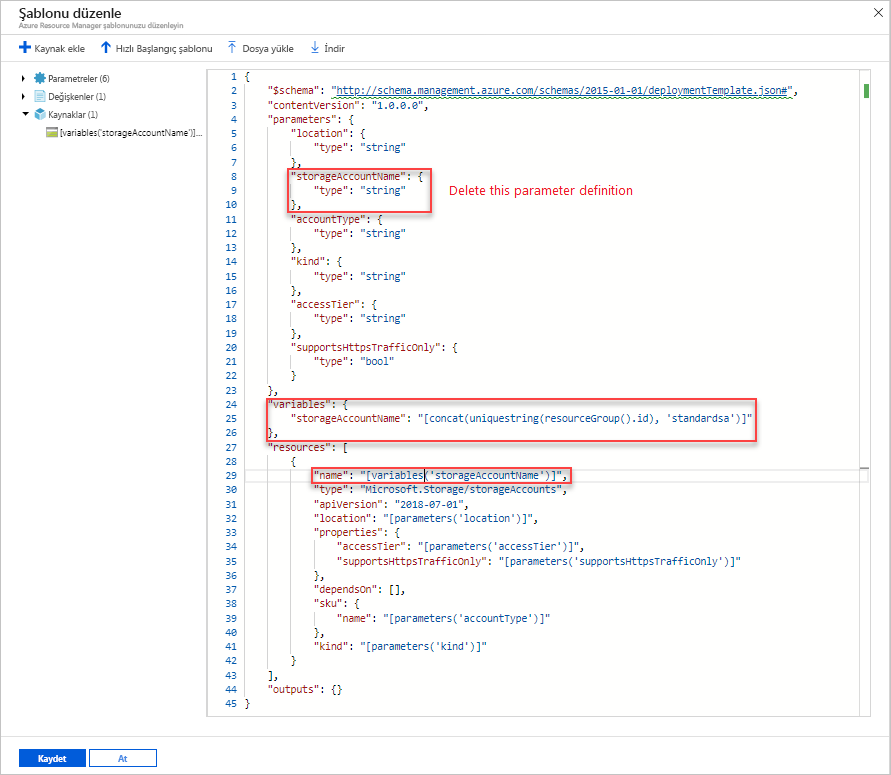 Şablonu düzenle
Azure Resource Manager şablonunuzu düzenleyin
Kaynak ekle
Hızlı Başlangıç şablonu
Dosya yükle
İndir
Parametreler (6)
Değişkenler (1)
Kaynaklar (1)
[variables('storageAccountName')]...
1 {
2 "$schema": "http://schema.management.azure.com/schemas/2015-01-01/deploymentTemplate.json#",
3 "contentVersion": "1.0.0.0",
4 "parameters": {
5 "location": {
6 "type": "string"
7 },
8 "storageAccountName": {
9 "type": "string"
Delete this parameter definition
10 },
11 "accountType": {
12 "type": "string"
13 },
14 "kind": {
15 "type": "string"
16 },
17 "accessTier": {
18 "type": "string"
19 },
20 "supportsHttpsTrafficOnly": {
21 "type": "bool"
22 }
23 },
24 "variables": {
25 "storageAccountName": "[concat(uniquestring(resourceGroup().id), 'standardsa')]"
26 },
27 "resources": [
28 {
29 "name": "[variables('storageAccountName')]",
30 "type": "Microsoft.Storage/storageAccounts",
31 "apiVersion": "2018-07-01",
32 "location": "[parameters('location')]",
33 "properties": {
34 "accessTier": "[parameters('accessTier')]",
35 "supportsHttpsTrafficOnly": "[parameters('supportsHttpsTrafficOnly')]"
36 },
37 "dependsOn": [],
38 "sku": {
39 "name": "[parameters('accountType')]"
40 },
41 "kind": "[parameters('kind')]"
42 }
43 ],
44 "outputs": {}
45 }
Kaydet
At